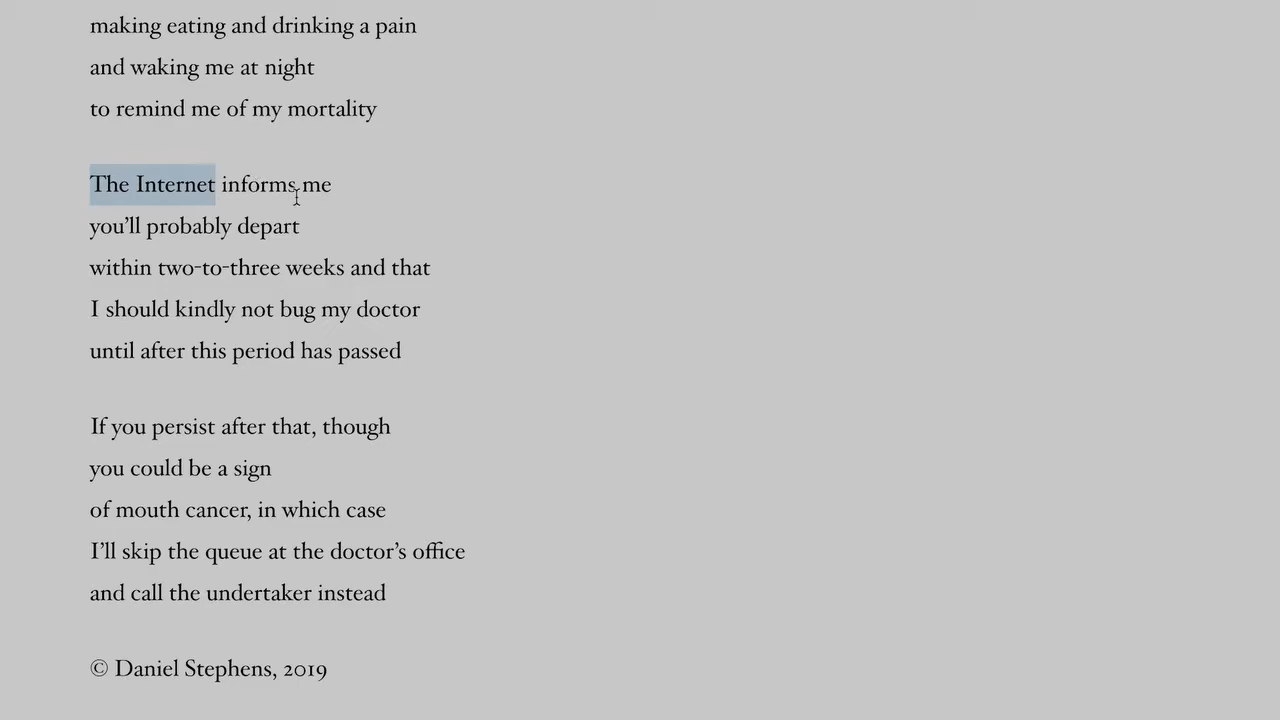 making eating and drinking a pain
and waking me at night
to remind me of my mortality
The Internet informs me
you’ll probably depart
within two-to-three weeks and that
I should kindly not bug my doctor
until after this period has passed
If you persist after that, though
you could be a sign
of mouth cancer, in which case
I’ll skip the queue at the doctor’s office
and call the undertaker instead
© Daniel Stephens, 2019